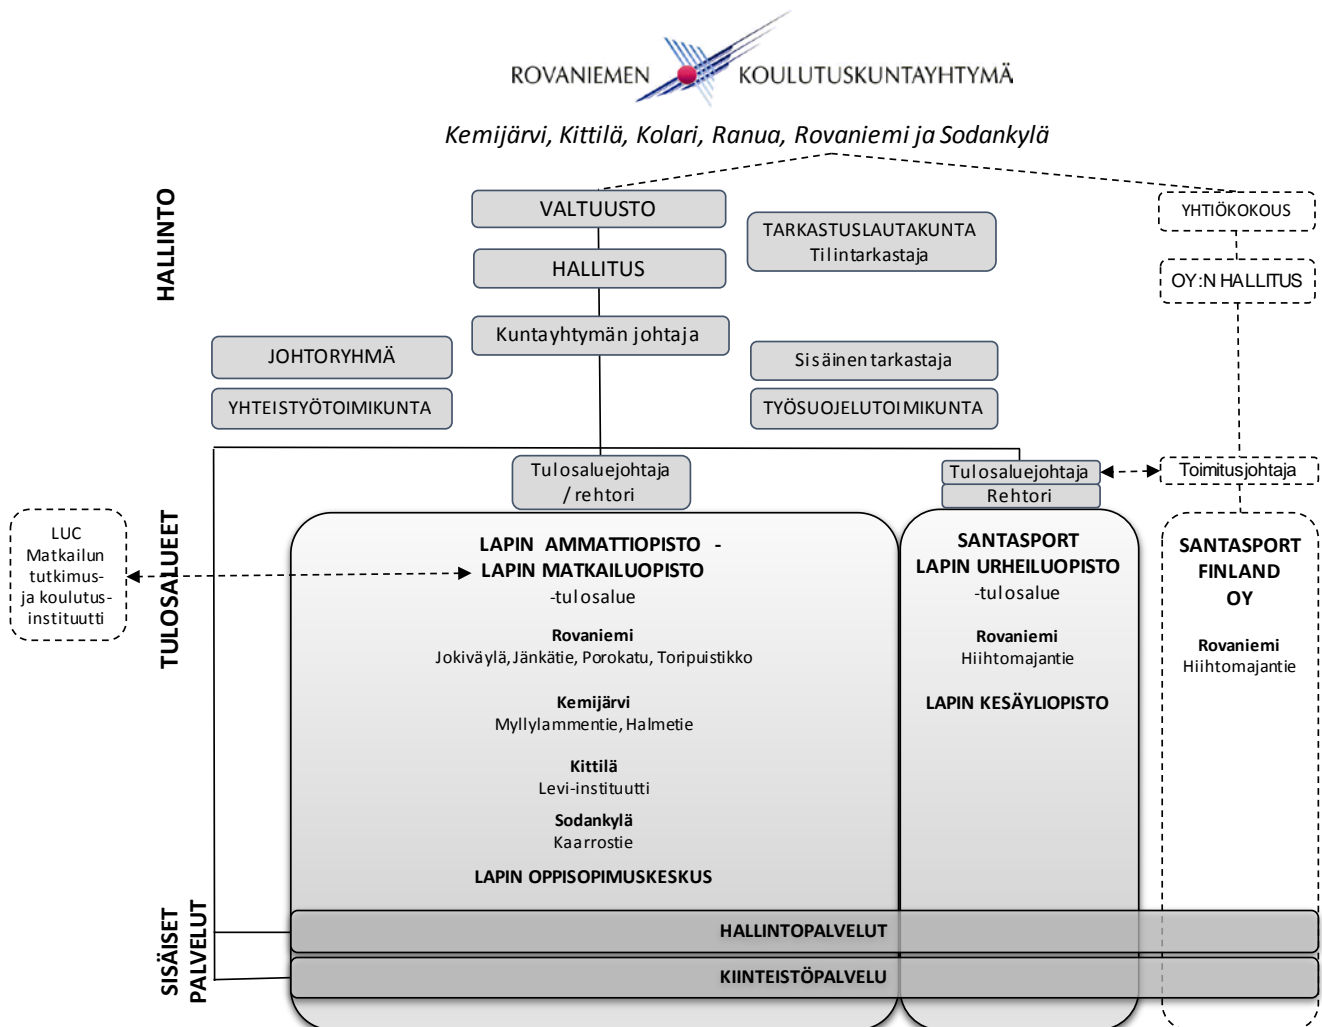 ROVANIEMEN KOULUTUSKUNTAYHTYMÄ
Kemijärvi, Kittilä, Kolari, Ranua, Rovaniemi ja Sodankylä
HALLINTO
VALTUUSTO
TARKASTUSLAUTAKUNTA
Tilintarkastaja
HALLITUS
YHTIÖKOKOUS
OY:N HALLITUS
Kuntayhtymän johtaja
JOHTORYHMÄ
Sisäinen tarkastaja
YHTEISTYÖTOIMIKUNTA
TYÖSUOJELUTOIMIKUNTA
Tulosaluejohtaja
/ rehtori
Tulosaluejohtaja
Rehtori
Toimitusjohtaja
TULOSALUEET
LUC
Matkailun
tutkimus-
ja koulutus-
instituutti
LAPIN AMMATTIOPISTO -
LAPIN MATKAILUOPISTO
-tulosalue
Rovaniemi
Jokiväylä, Jänkätie, Porokatu, Toripuistikko
Kemijärvi
Myllylammentie, Halmetie
Kittilä
Levi-instituutti
Sodankylä
Kaarrostie
LAPIN OPPISOPIMUSKESKUS
SANTASPORT
LAPIN URHEILUOPISTO
-tulosalue
Rovaniemi
Hiihtomajantie
LAPIN KESÄYLIOPISTO
SANTASPORT
FINLAND
OY
Rovaniemi
Hiihtomajantie
SISÄISET
PALVELUT
HALLINTOPALVELUT
KIINTEISTÖPALVELU